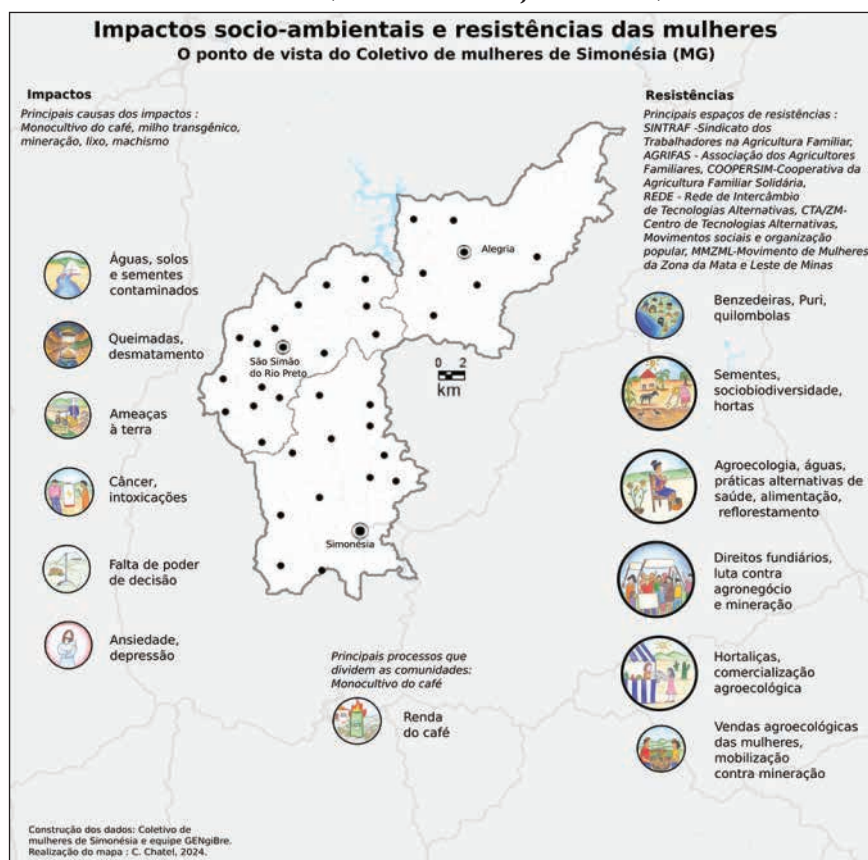 Impactos socio-ambientais e resistências das mulheres
O ponto de vista do Coletivo de mulheres de Simonésia (MG)
Impactos
Principais causas dos impactos :
Monocultivo do café, milho transgênico,
mineração, lixo, machismo
Águas, solos
e sementes
contaminados
Queimadas,
desmatamento
Ameaças
à terra
Câncer,
intoxicações
Falta de poder
de decisão
Ansiedade,
depressão
Alegria
São Simão
do Rio Preto
0 2
km
Simonésia
Principais processos que
dividem as comunidades:
Monocultivo do café
Renda
do café
Resistências
Principais espaços de resistências :
SINTRAF -Sindicato dos
Trabalhadores na Agricultura Familiar,
AGRIFAS - Associação dos Agricultores
Familiares, COOPERSIM-Cooperativa da
Agricultura Familiar Solidária,
REDE - Rede de Intercâmbio
de Tecnologias Alternativas, CTA/ZM-
Centro de Tecnologias Alternativas,
Movimentos sociais e organização
popular, MMZML-Movimento de Mulheres
da Zona da Mata e Leste de Minas
Benzedeiras, Puri,
quilombolas
Sementes,
sociobiodiversidade,
hortas
Agroecologia, águas,
práticas alternativas de
saúde, alimentação,
reflorestamento
Direitos fundiários,
luta contra
agronegócio
e mineração
Hortaliças,
comercialização
agroecológica
Vendas agroecológicas
das mulheres,
mobilização
contra mineração
Construção dos dados: Coletivo de
mulheres de Simonésia e equipe GENgiBre.
Realização do mapa : C. Chatel, 2024.